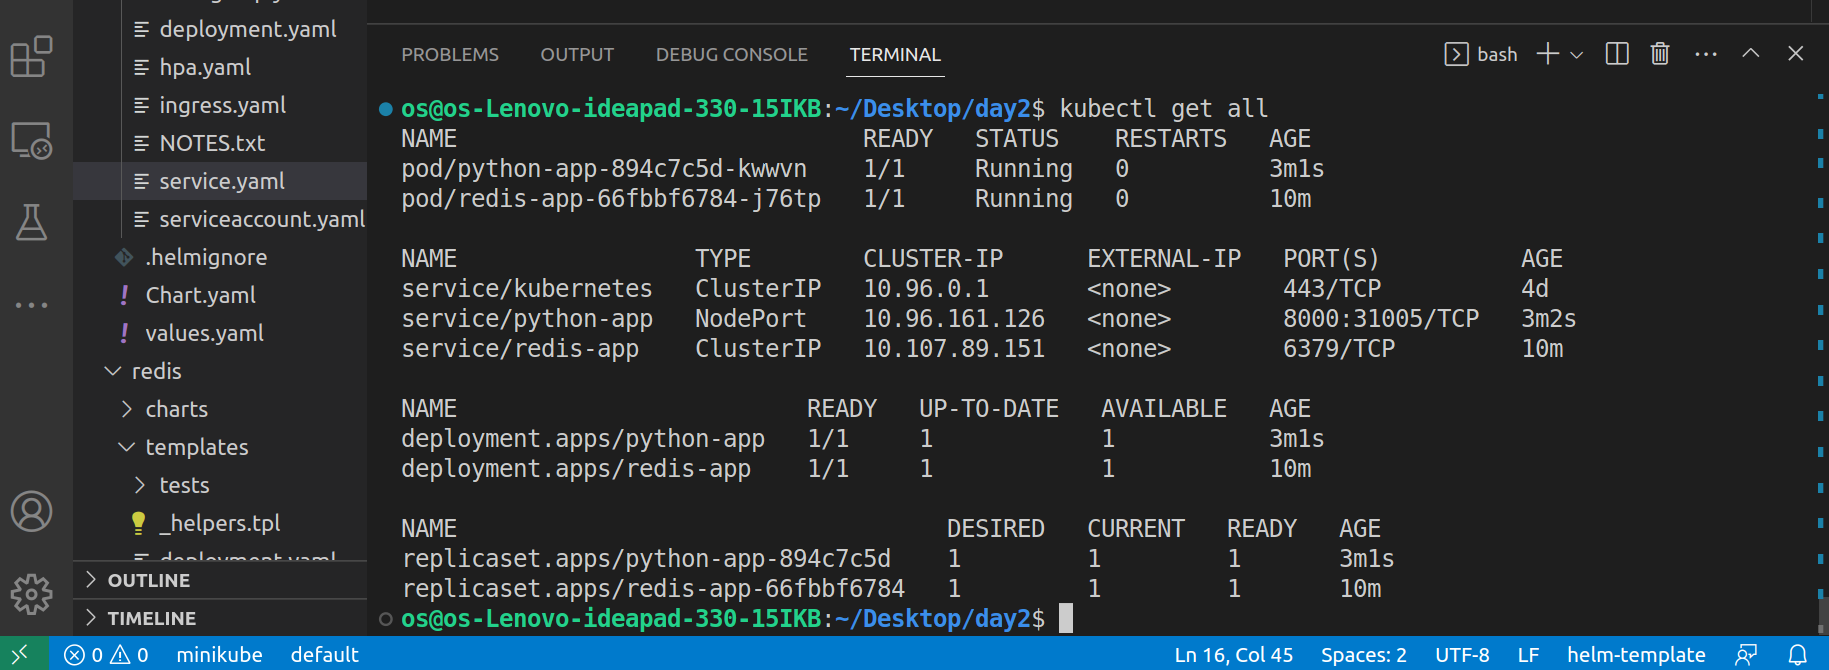 deployment.yaml
hpa.yaml
ingress.yaml
NOTES.txt
service.yaml
serviceaccount.yaml
.helmignore
Chart.yaml
values.yaml
redis
charts
templates
tests
_helpers.tpl
deployment.yaml
OUTLINE
TIMELINE
PROBLEMS OUTPUT DEBUG CONSOLE TERMINAL bash
os@os-Lenovo-ideapad-330-15IKB:~/Desktop/day2$ kubectl get all
NAME READY STATUS RESTARTS AGE
pod/python-app-894c7c5d-kwwvn 1/1 Running 0 3m1s
pod/redis-app-66fbbf6784-j76tp 1/1 Running 0 10m
NAME TYPE CLUSTER-IP EXTERNAL-IP PORT(S) AGE
service/kubernetes ClusterIP 10.96.0.1 <none> 443/TCP 4d
service/python-app NodePort 10.96.161.126 <none> 8000:31005/TCP 3m2s
service/redis-app ClusterIP 10.107.89.151 <none> 6379/TCP 10m
NAME READY UP-TO-DATE AVAILABLE AGE
deployment.apps/python-app 1/1 1 1 3m1s
deployment.apps/redis-app 1/1 1 1 10m
NAME DESIRED CURRENT READY AGE
replicaset.apps/python-app-894c7c5d 1 1 1 3m1s
replicaset.apps/redis-app-66fbbf6784 1 1 1 10m
os@os-Lenovo-ideapad-330-15IKB:~/Desktop/day2$
0 0 minikube default Ln 16, Col 45 Spaces: 2 UTF-8 LF helm-template